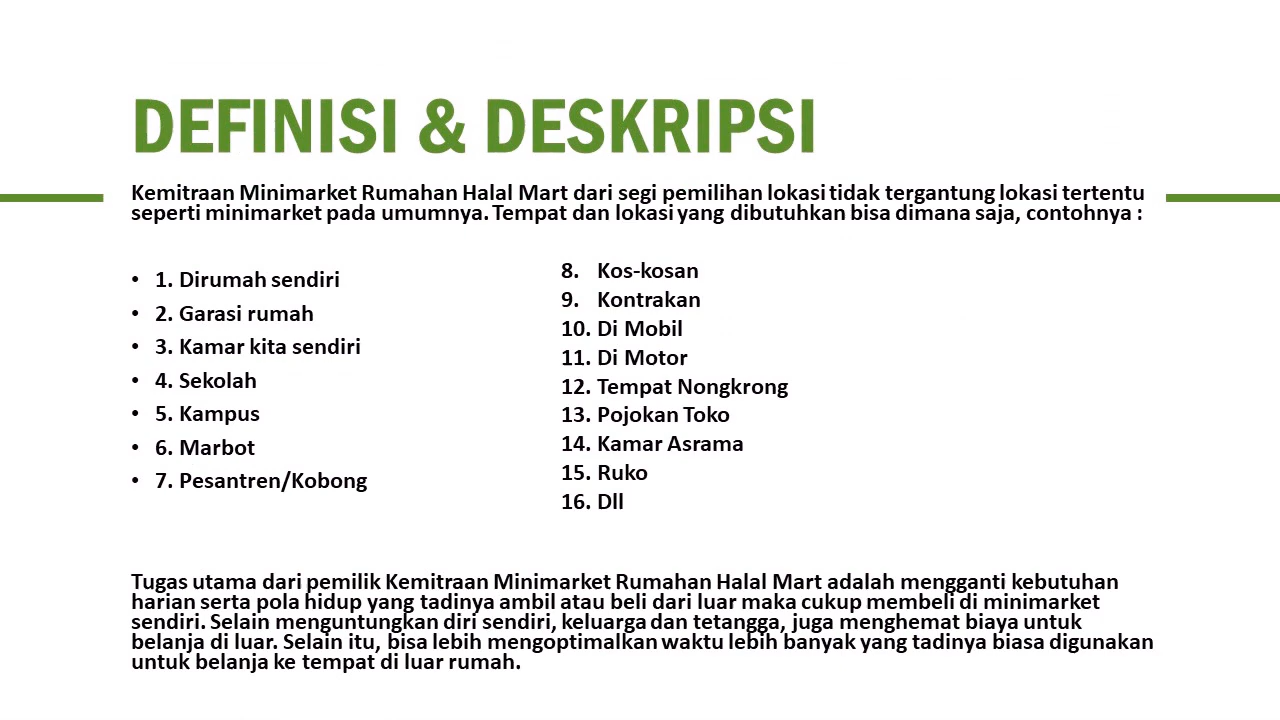 DEFINISI & DESKRIPSI
Kemitraan Minimarket Rumahan Halal Mart dari segi pemilihan lokasi tidak tergantung lokasi tertentu
seperti minimarket pada umumnya. Tempat dan lokasi yang dibutuhkan bisa dimana saja, contohnya :
• 1. Dirumah sendiri
• 2. Garasi rumah
• 3. Kamar kita sendiri
• 4. Sekolah
• 5. Kampus
• 6. Marbot
• 7. Pesantren/Kobong
8. Kos-kosan
9. Kontrakan
10. Di Mobil
11. Di Motor
12. Tempat Nongkrong
13. Pojokan Toko
14. Kamar Asrama
15. Ruko
16. Dll
Tugas utama dari pemilik Kemitraan Minimarket Rumahan Halal Mart adalah mengganti kebutuhan
harian serta pola hidup yang tadinya ambil atau beli dari luar maka cukup membeli di minimarket
sendiri. Selain menguntungkan diri sendiri, keluarga dan tetangga, juga menghemat biaya untuk
belanja di luar. Selain itu, bisa lebih mengoptimalkan waktu lebih banyak yang tadinya biasa digunakan
untuk belanja ke tempat di luar rumah.